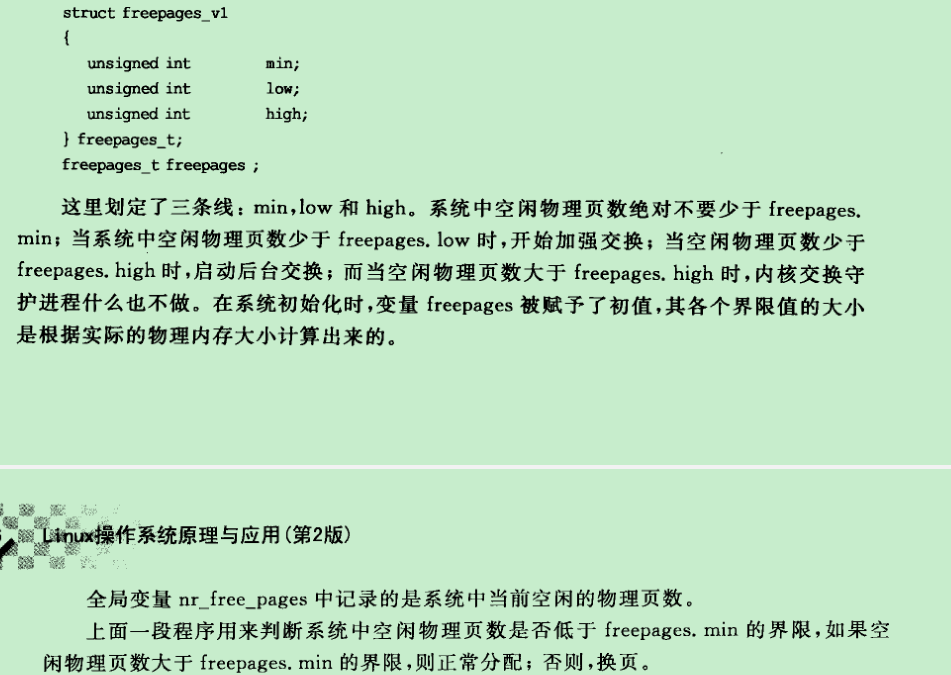 struct freepages_v1
{
unsigned int min;
unsigned int low;
unsigned int high;
} freepages_t;
freepages_t freepages ;
这里划定了三条线：min,low 和 high。系统中空闲物理页数绝对不要少于 freepages.
min；当系统中空闲物理页数少于 freepages. low 时,开始加强交换；当空闲物理页数少于
freepages. high 时,启动后台交换；而当空闲物理页数大于 freepages. high 时,内核交换守
护进程什么也不做。在系统初始化时,变量 freepages 被赋予了初值,其各个界限值的大小
是根据实际的物理内存大小计算出来的。
Linux操作系统原理与应用(第2版)
全局变量 nr_free_pages 中记录的是系统中当前空闲的物理页数。
上面一段程序用来判断系统中空闲物理页数是否低于 freepages. min 的界限,如果空
闲物理页数大于 freepages. min 的界限,则正常分配；否则,换页。